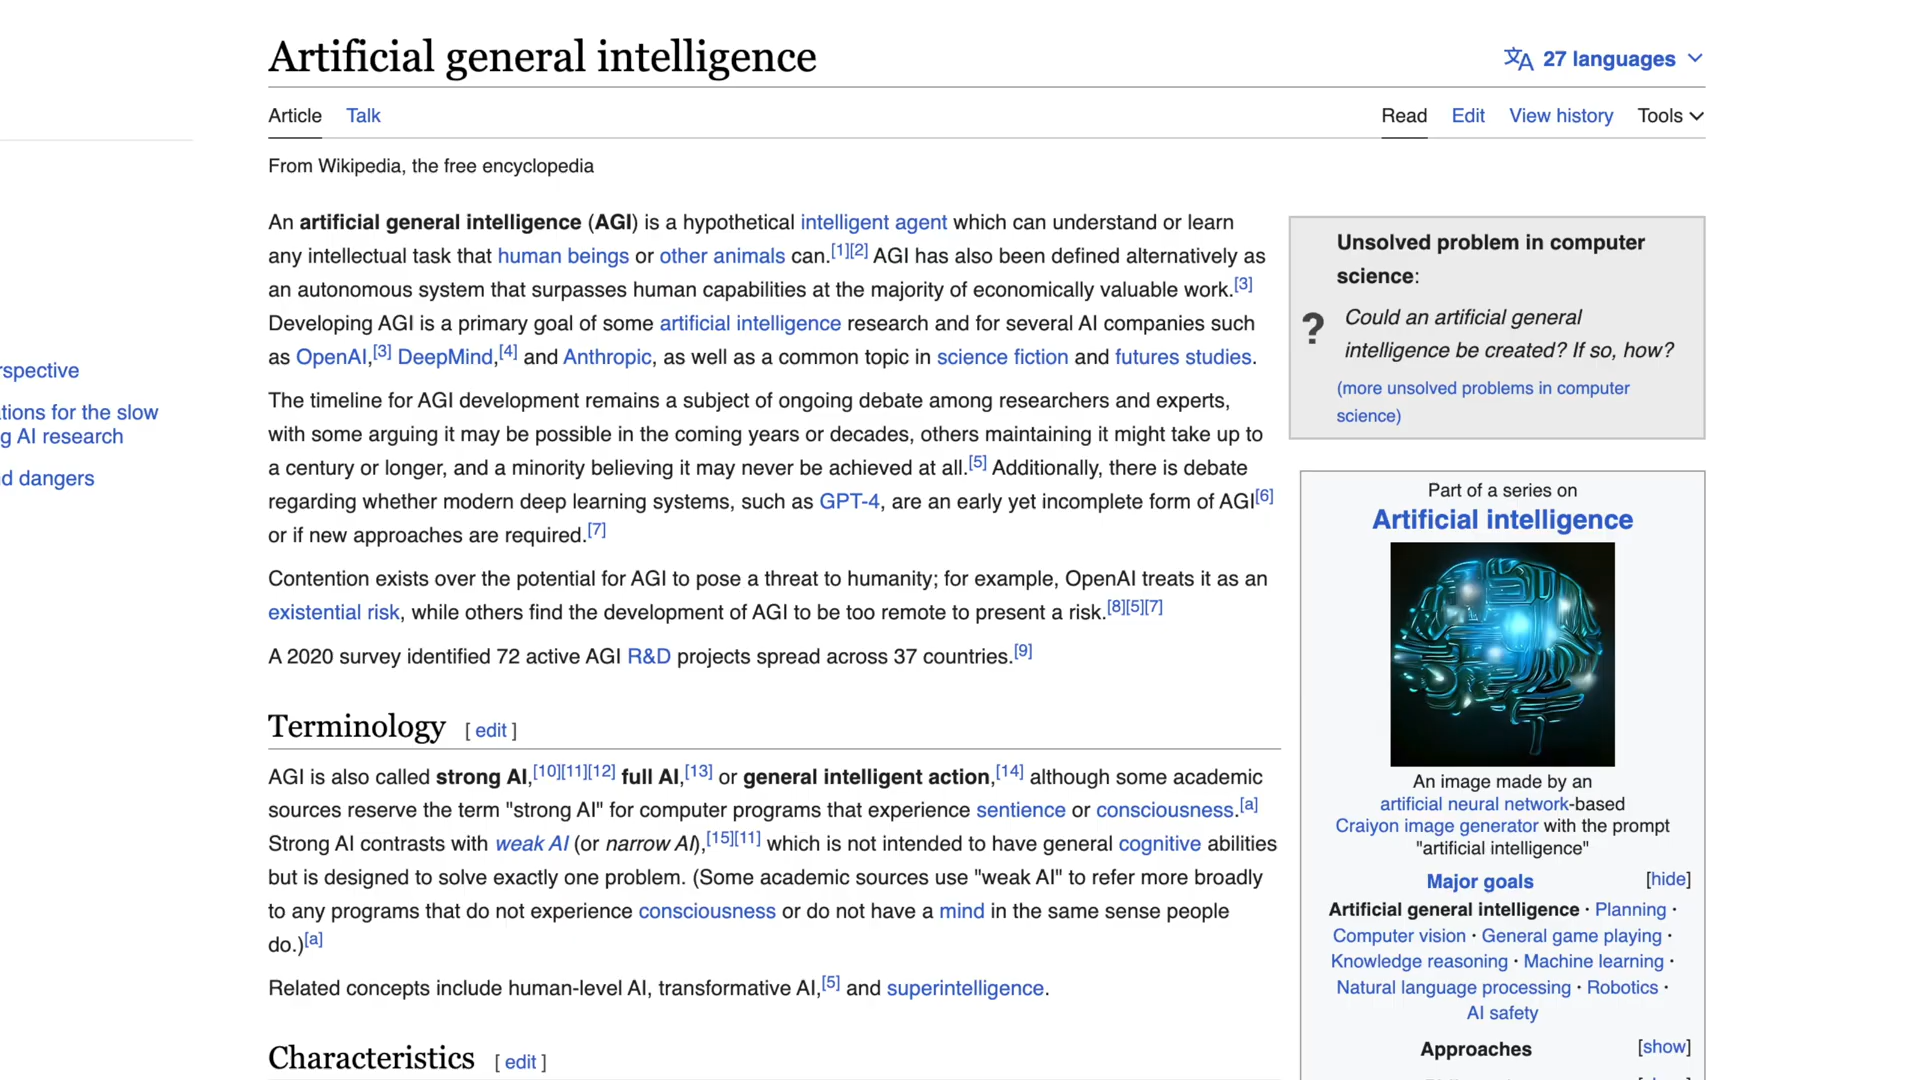 Artificial general intelligence
27 languages
Article Talk
Read Edit View history Tools
From Wikipedia, the free encyclopedia
rspective
tions for the slow
g AI research
d dangers
An artificial general intelligence (AGI) is a hypothetical intelligent agent which can understand or learn
any intellectual task that human beings or other animals can.[1][2] AGI has also been defined alternatively as
an autonomous system that surpasses human capabilities at the majority of economically valuable work.[3]
Developing AGI is a primary goal of some artificial intelligence research and for several AI companies such
as OpenAI,[3] DeepMind,[4] and Anthropic, as well as a common topic in science fiction and futures studies.
The timeline for AGI development remains a subject of ongoing debate among researchers and experts,
with some arguing it may be possible in the coming years or decades, others maintaining it might take up to
a century or longer, and a minority believing it may never be achieved at all.[5] Additionally, there is debate
regarding whether modern deep learning systems, such as GPT-4, are an early yet incomplete form of AGI[6]
or if new approaches are required.[7]
Contention exists over the potential for AGI to pose a threat to humanity; for example, OpenAI treats it as an
existential risk, while others find the development of AGI to be too remote to present a risk.[8][5][7]
A 2020 survey identified 72 active AGI R&D projects spread across 37 countries.[9]
Terminology [ edit ]
AGI is also called strong AI,[10][11][12] full AI,[13] or general intelligent action,[14] although some academic
sources reserve the term "strong AI" for computer programs that experience sentience or consciousness.[a]
Strong AI contrasts with weak AI (or narrow AI),[15][11] which is not intended to have general cognitive abilities
but is designed to solve exactly one problem. (Some academic sources use "weak AI" to refer more broadly
to any programs that do not experience consciousness or do not have a mind in the same sense people
do.)[a]
Related concepts include human-level AI, transformative AI,[5] and superintelligence.
Characteristics [ edit ]
Unsolved problem in computer
science:
?
Could an artificial general
intelligence be created? If so, how?
(more unsolved problems in computer
science)
Part of a series on
Artificial intelligence
An image made by an
artificial neural network-based
Craiyon image generator with the prompt
"artificial intelligence"
Major goals [hide]
Artificial general intelligence · Planning ·
Computer vision · General game playing ·
Knowledge reasoning · Machine learning ·
Natural language processing · Robotics ·
AI safety
Approaches [show]